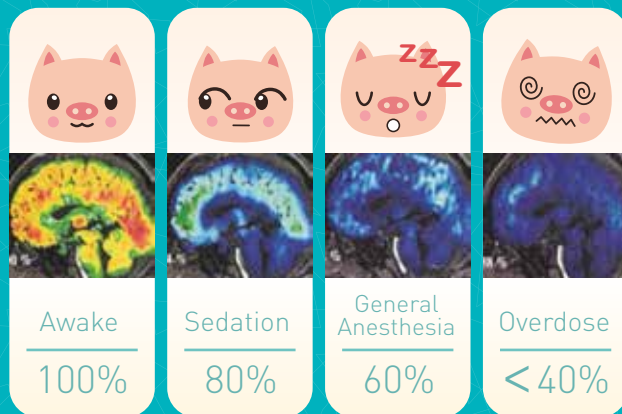 z z z
Awake
100%
Sedation
80%
General
Anesthesia
60%
Overdose
<40%